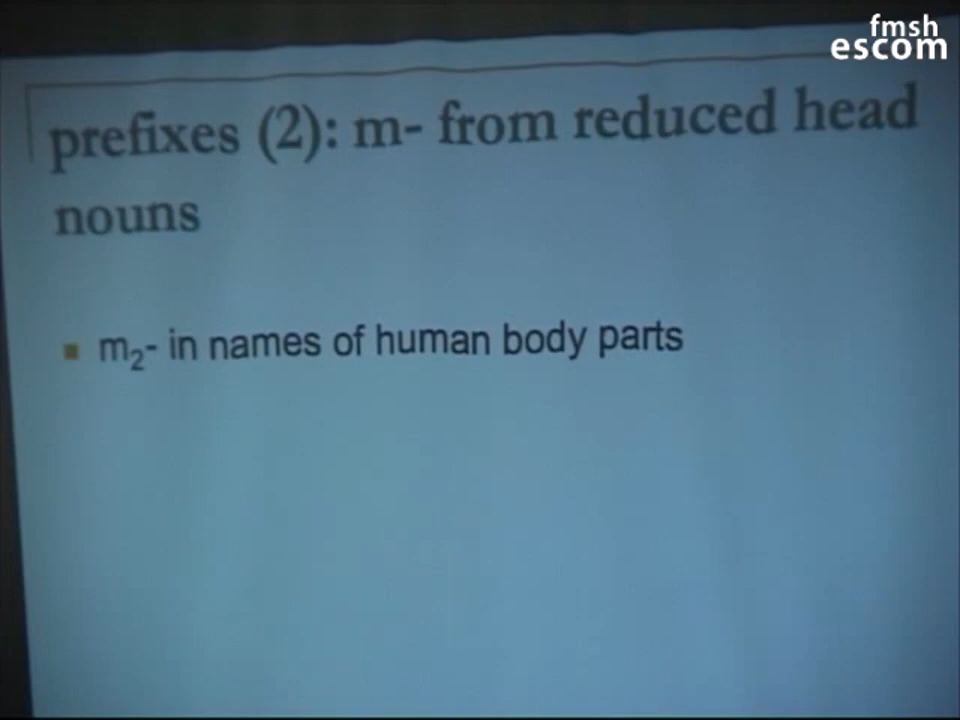 fmsh
escom
prefixes (2): m- from reduced head
nouns
m₂- in names of human body parts